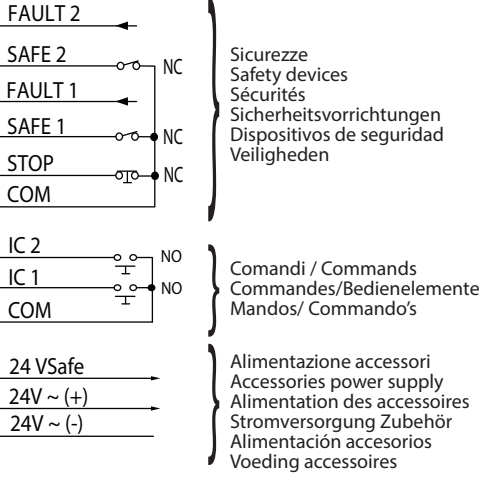 FAULT 2
SAFE 2 NC
FAULT 1
SAFE 1 NC
STOP NC
COM
Sicurezze
Safety devices
Sécurités
Sicherheitsvorrichtungen
Dispositivos de seguridad
Veiligheden
IC 2 NO
IC 1 NO
COM
Comandi / Commands
Commandes/Bedienelemente
Mandos/ Commando's
24 VSafe
24V ~ (+)
24V ~ (-)
Alimentazione accessori
Accessories power supply
Alimentation des accessoires
Stromversorgung Zubehör
Alimentación accesorios
Voeding accessoires